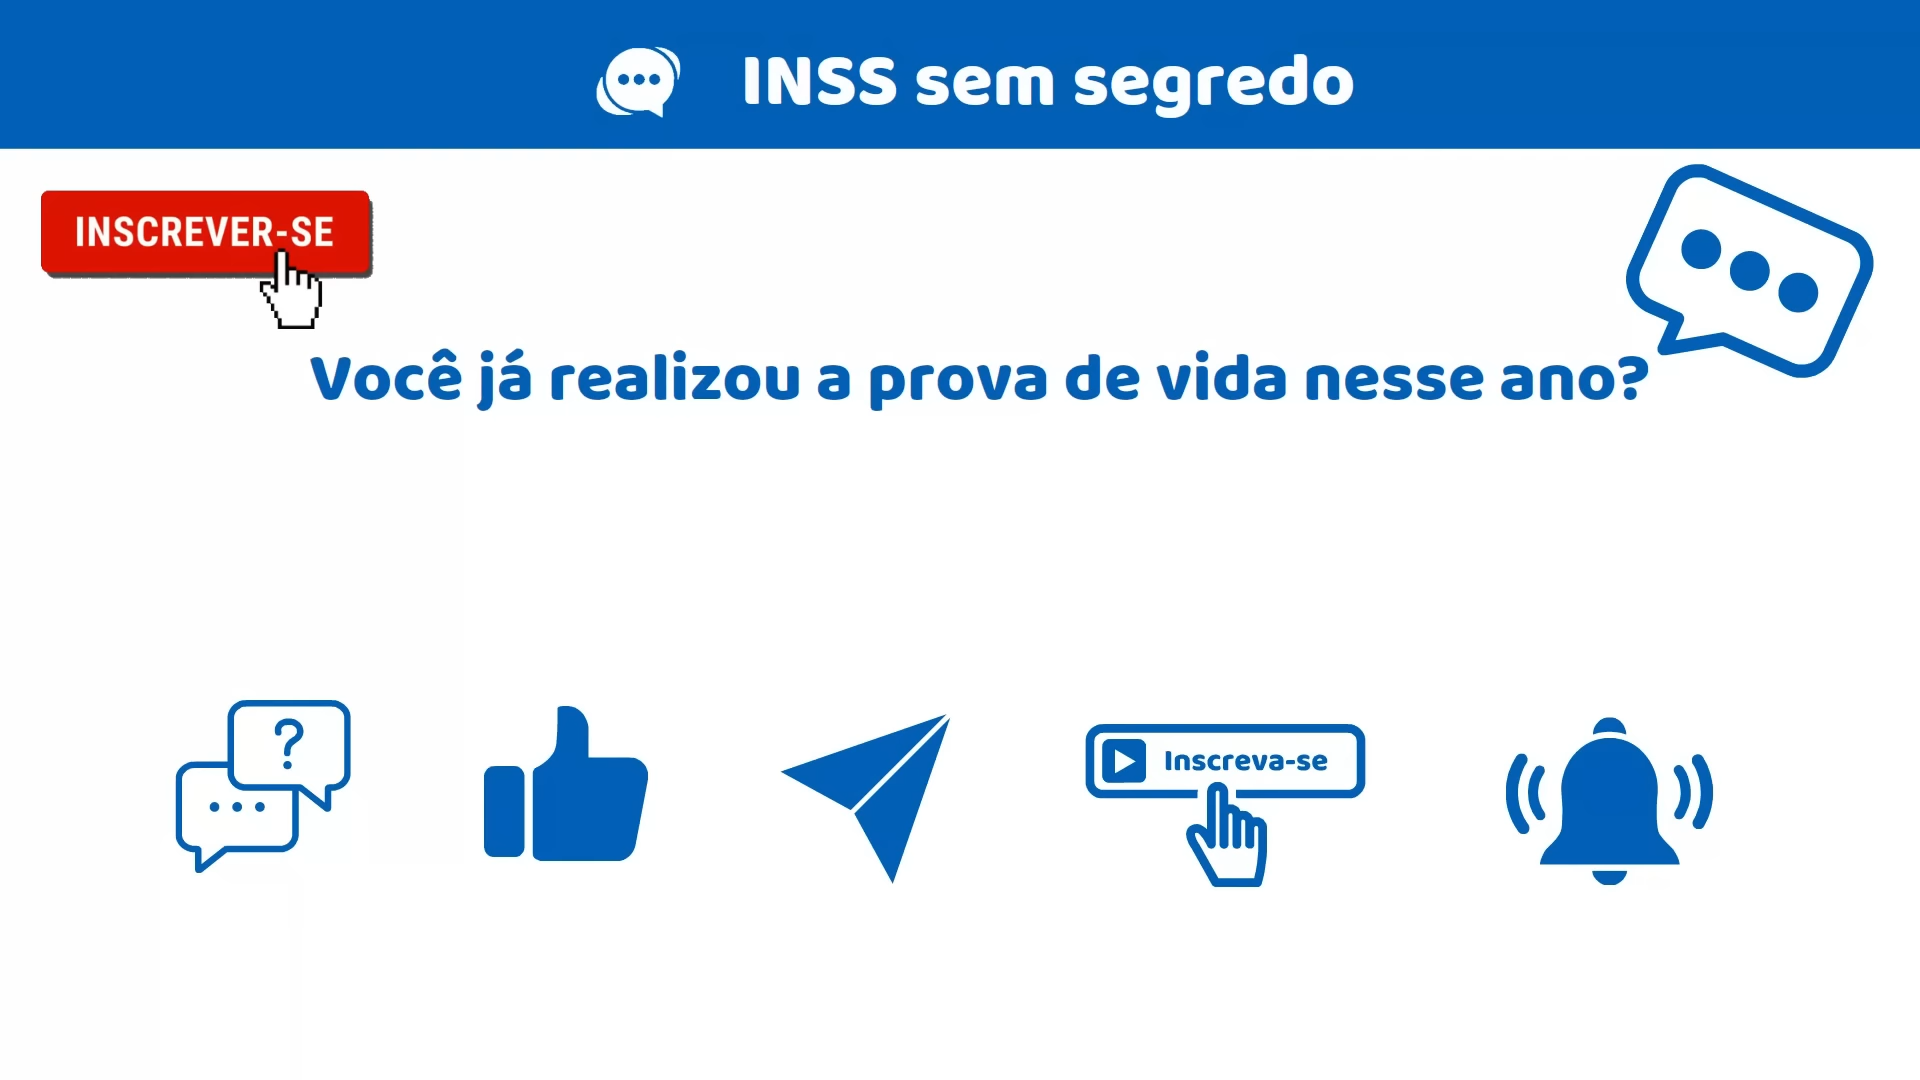 INSS sem segredo
INSCREVER-SE
Você já realizou a prova de vida nesse ano?
?
Inscreva-se